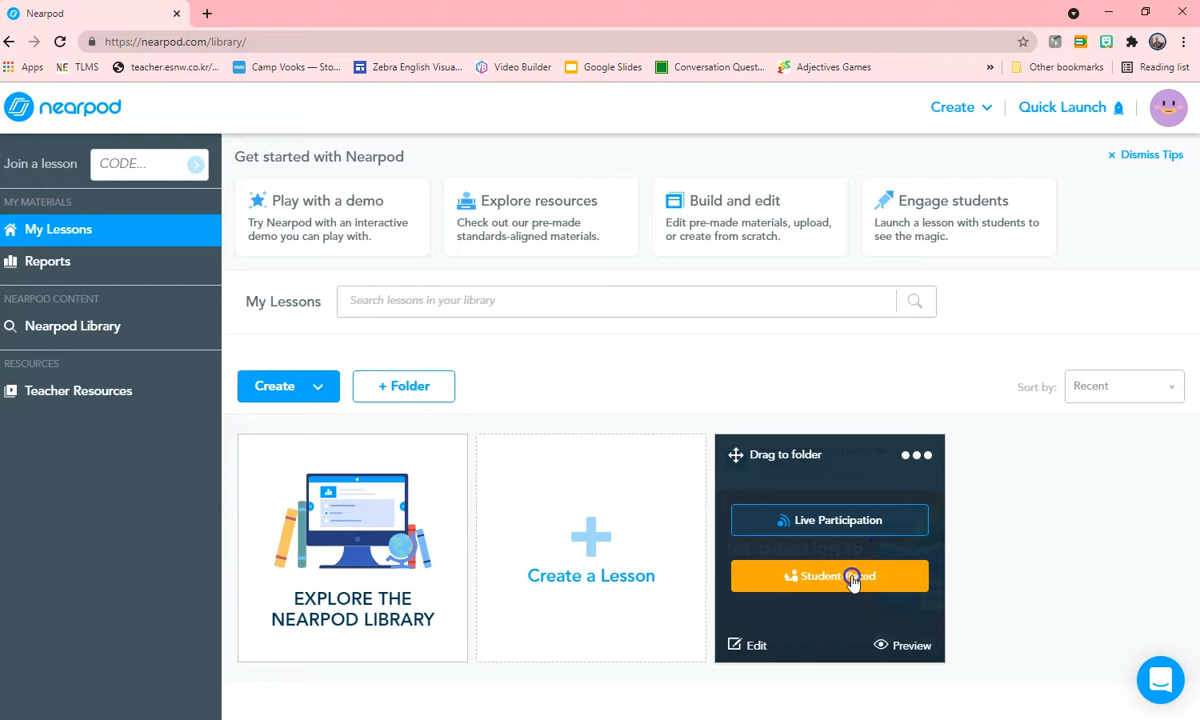 Nearpod
https://nearpod.com/library/
Apps
TLMS
teacher.esnw.co.kr/...
Camp Vooks — Sto...
Zebra English Visua...
Video Builder
Google Slides
Conversation Quest...
Adjectives Games
»
Other bookmarks
Reading list
nearpod
Create
Quick Launch
Join a lesson
CODE...
MY MATERIALS
My Lessons
Reports
NEARPOD CONTENT
Nearpod Library
RESOURCES
Teacher Resources
Get started with Nearpod
× Dismiss Tips
Play with a demo
Try Nearpod with an interactive
demo you can play with.
Explore resources
Check out our pre-made
standards-aligned materials.
Build and edit
Edit pre-made materials, upload,
or create from scratch.
Engage students
Launch a lesson with students to
see the magic.
My Lessons
Search lessons in your library
Create
+ Folder
Sort by:
Recent
EXPLORE THE
NEARPOD LIBRARY
Create a Lesson
Drag to folder
Live Participation
Introduction to
Student
Edit
Preview